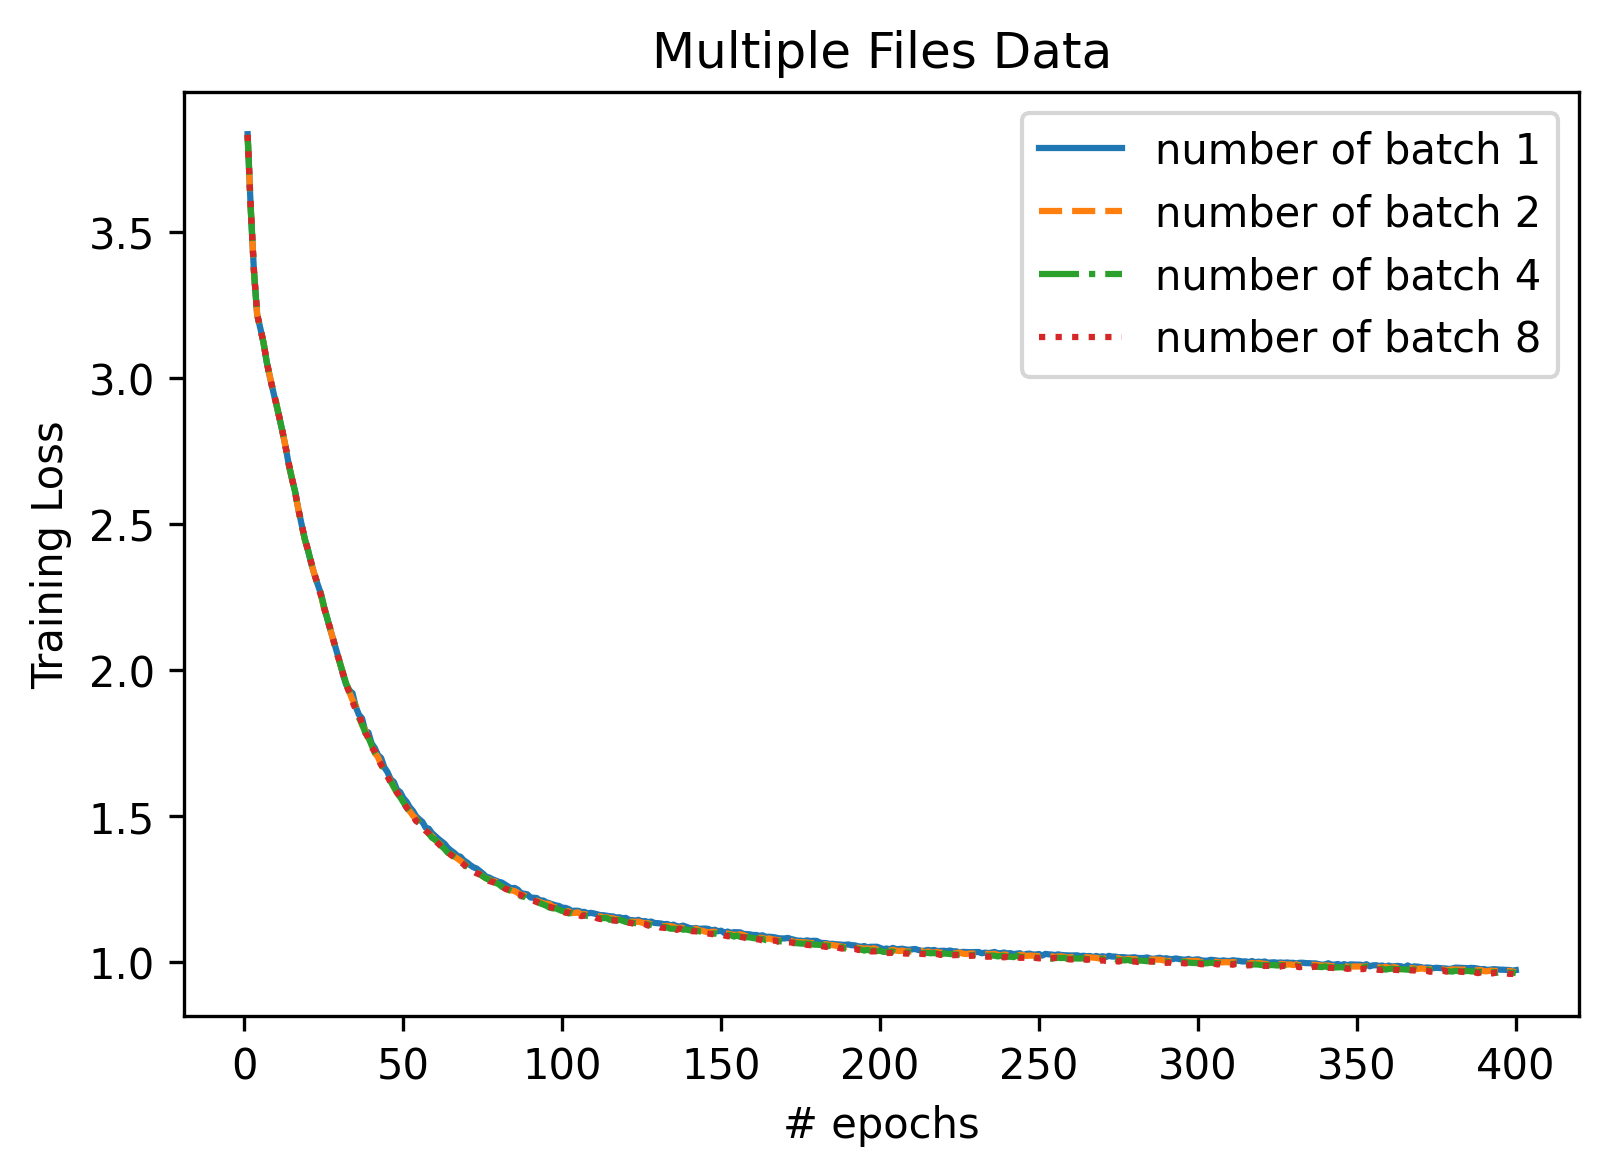 Multiple Files Data
number of batch 1
number of batch 2
number of batch 4
number of batch 8
Training Loss
3.5
3.0
2.5
2.0
1.5
1.0
0 50 100 150 200 250 300 350 400
# epochs